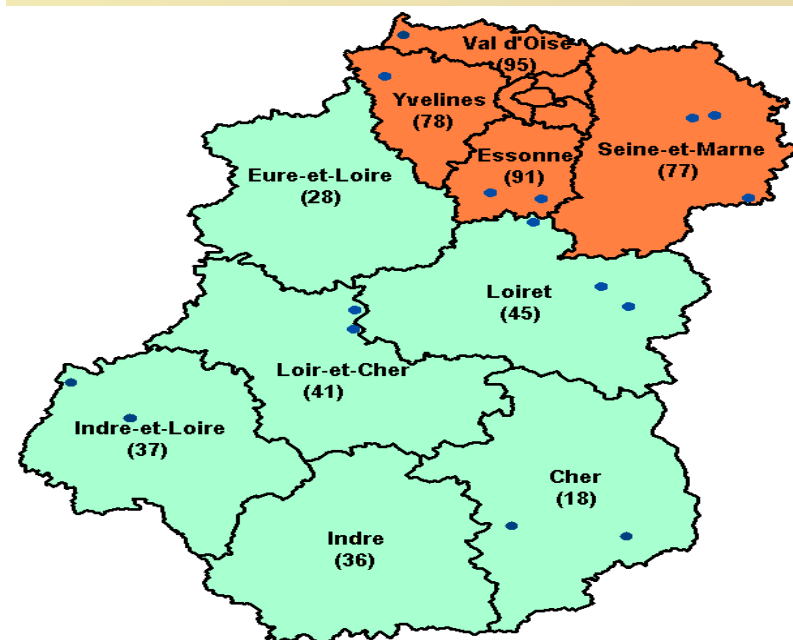 Val d'Oise
(95)
Yvelines
(78)
Essonne
(91)
Seine-et-Marne
(77)
Eure-et-Loire
(28)
Loiret
(45)
Loir-et-Cher
(41)
Indre-et-Loire
(37)
Cher
(18)
Indre
(36)